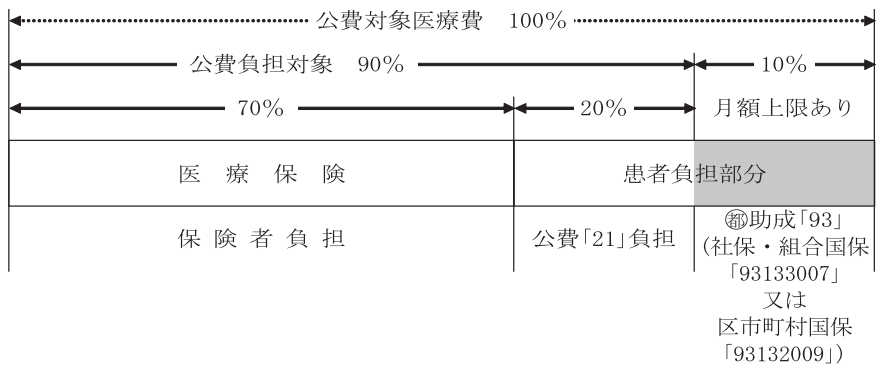 公費対象医療費 100%
公費負担対象 90%
10%
70%
20%
月額上限あり
医療保険
患者負担部分
保険者負担
公費｢21｣負担
㊞助成｢93｣
(社保・組合国保
｢93133007｣
又は
区市町村国保
｢93132009｣)